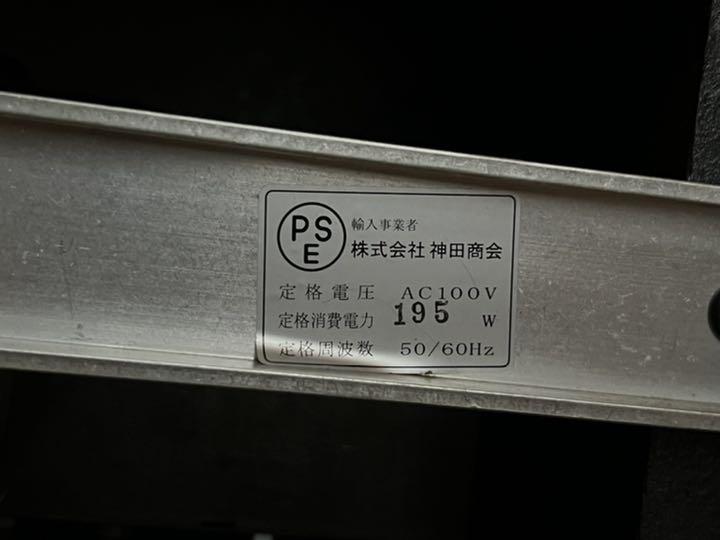 PSE
輸入事業者
株式会社 神田商会
定格電圧 AC100V
定格消費電力 195 W
定格周波数 50/60Hz